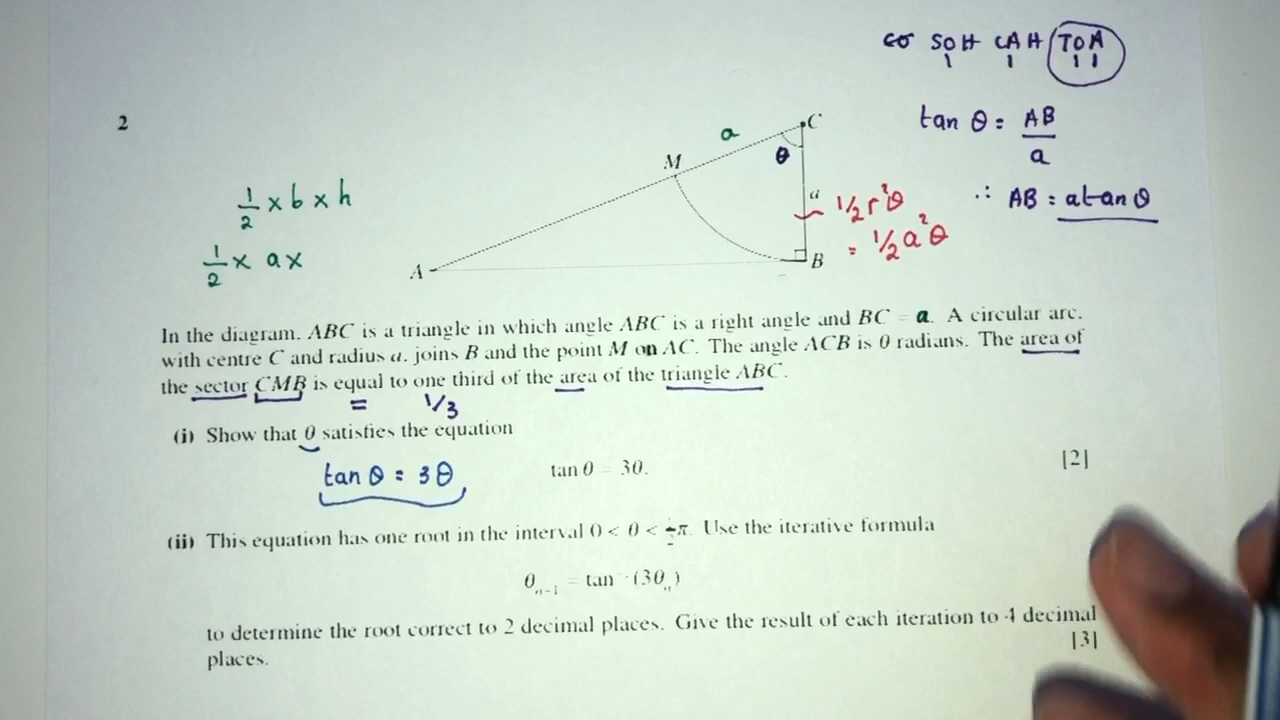 co SOH CAH TOA
2
tan θ = AB / a
∴ AB = a tan θ
1/2 × b × h
1/2 × ax
C
a
M
θ
a
½ r²θ
= ½ a²θ
A
B
In the diagram, ABC is a triangle in which angle ABC is a right angle and BC = a. A circular arc,
with centre C and radius a, joins B and the point M on AC. The angle ACB is θ radians. The area of
the sector CMB is equal to one third of the area of the triangle ABC.
= 1/3
(i) Show that θ satisfies the equation
tan θ = 3θ
tan θ = 3θ.
[2]
(ii) This equation has one root in the interval 0 < θ < ½π. Use the iterative formula
θₙ₊₁ = tan⁻¹(3θₙ)
to determine the root correct to 2 decimal places. Give the result of each iteration to 4 decimal
places.
[3]